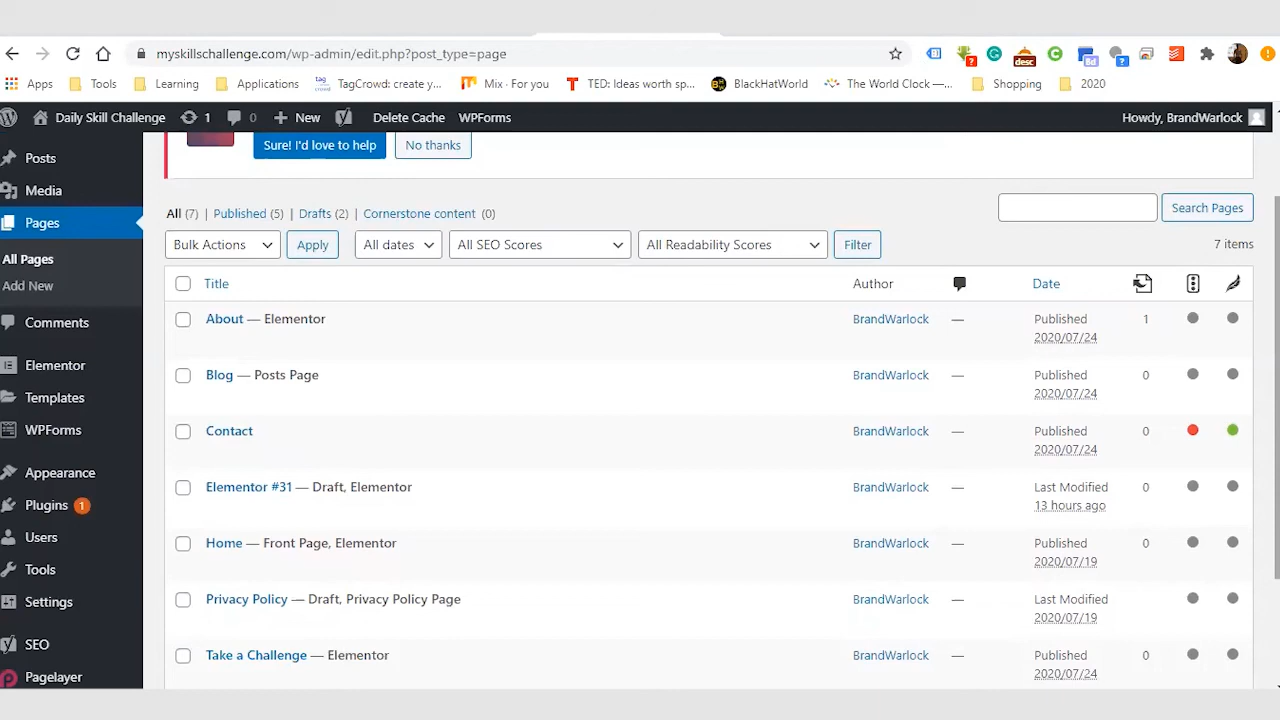 myskillschallenge.com/wp-admin/edit.php?post_type=page
desc
Bd
Apps Tools Learning Applications tag TagCrowd: create y... Mix · For you TED: Ideas worth sp... BlackHatWorld The World Clock —... Shopping 2020
Daily Skill Challenge 1 0 New Delete Cache WPForms Howdy, BrandWarlock
Sure! I'd love to help No thanks
Posts
Media
Pages
All Pages
Add New
Comments
Elementor
Templates
WPForms
Appearance
Plugins 1
Users
Tools
Settings
SEO
Pagelayer
All (7) | Published (5) | Drafts (2) | Cornerstone content (0)
Search Pages
Bulk Actions Apply All dates All SEO Scores All Readability Scores Filter 7 items
Title Author Date
About — Elementor BrandWarlock — Published 1
2020/07/24
Blog — Posts Page BrandWarlock — Published 0
2020/07/24
Contact BrandWarlock — Published 0
2020/07/24
Elementor #31 — Draft, Elementor BrandWarlock — Last Modified 0
13 hours ago
Home — Front Page, Elementor BrandWarlock — Published 0
2020/07/19
Privacy Policy — Draft, Privacy Policy Page BrandWarlock — Last Modified
2020/07/19
Take a Challenge — Elementor BrandWarlock — Published 0
2020/07/24